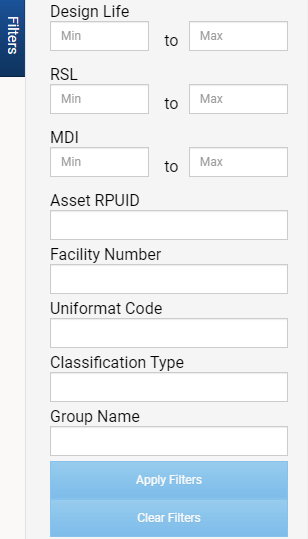 Filters
Design Life
Min to Max
RSL
Min to Max
MDI
Min to Max
Asset RPUID
Facility Number
Uniformat Code
Classification Type
Group Name
Apply Filters
Clear Filters